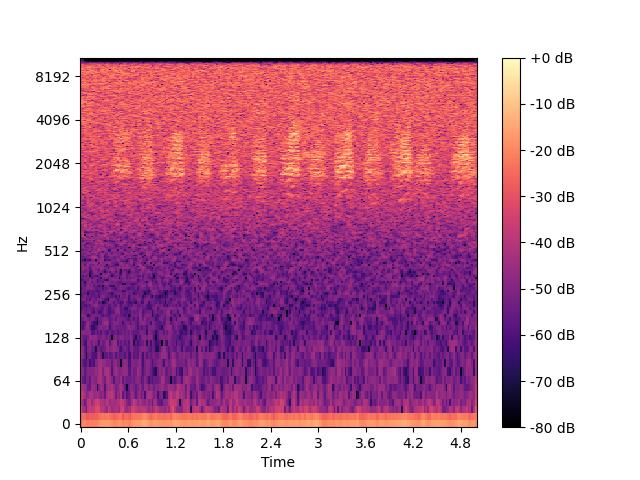 8192
4096
2048
1024
512
256
128
64
0
Hz
0 0.6 1.2 1.8 2.4 3 3.6 4.2 4.8
Time
+0 dB
-10 dB
-20 dB
-30 dB
-40 dB
-50 dB
-60 dB
-70 dB
-80 dB